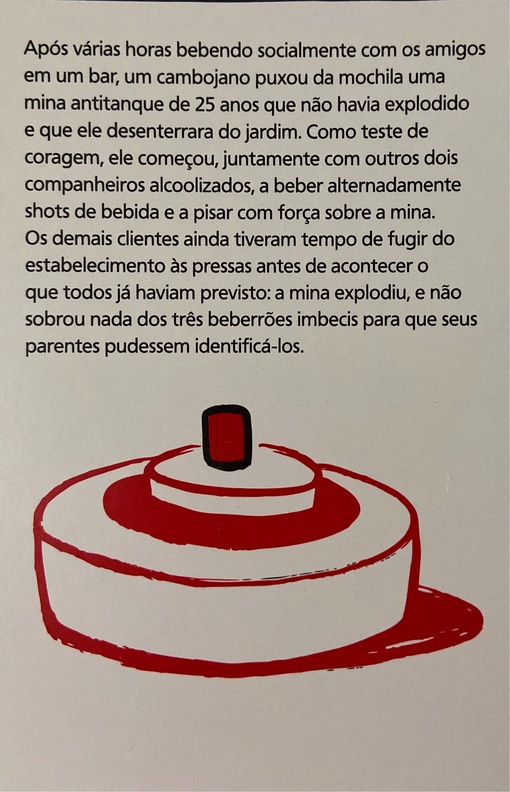 Após várias horas bebendo socialmente com os amigos
em um bar, um cambojano puxou da mochila uma
mina antitanque de 25 anos que não havia explodido
e que ele desenterrara do jardim. Como teste de
coragem, ele começou, juntamente com outros dois
companheiros alcoolizados, a beber alternadamente
shots de bebida e a pisar com força sobre a mina.
Os demais clientes ainda tiveram tempo de fugir do
estabelecimento às pressas antes de acontecer o
que todos já haviam previsto: a mina explodiu, e não
sobrou nada dos três beberrões imbecis para que seus
parentes pudessem identificá-los.